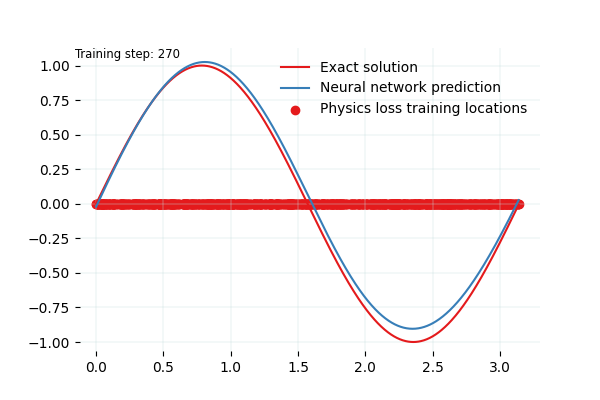 Training step: 270
Exact solution
Neural network prediction
Physics loss training locations
1.00
0.75
0.50
0.25
0.00
−0.25
−0.50
−0.75
−1.00
0.0 0.5 1.0 1.5 2.0 2.5 3.0